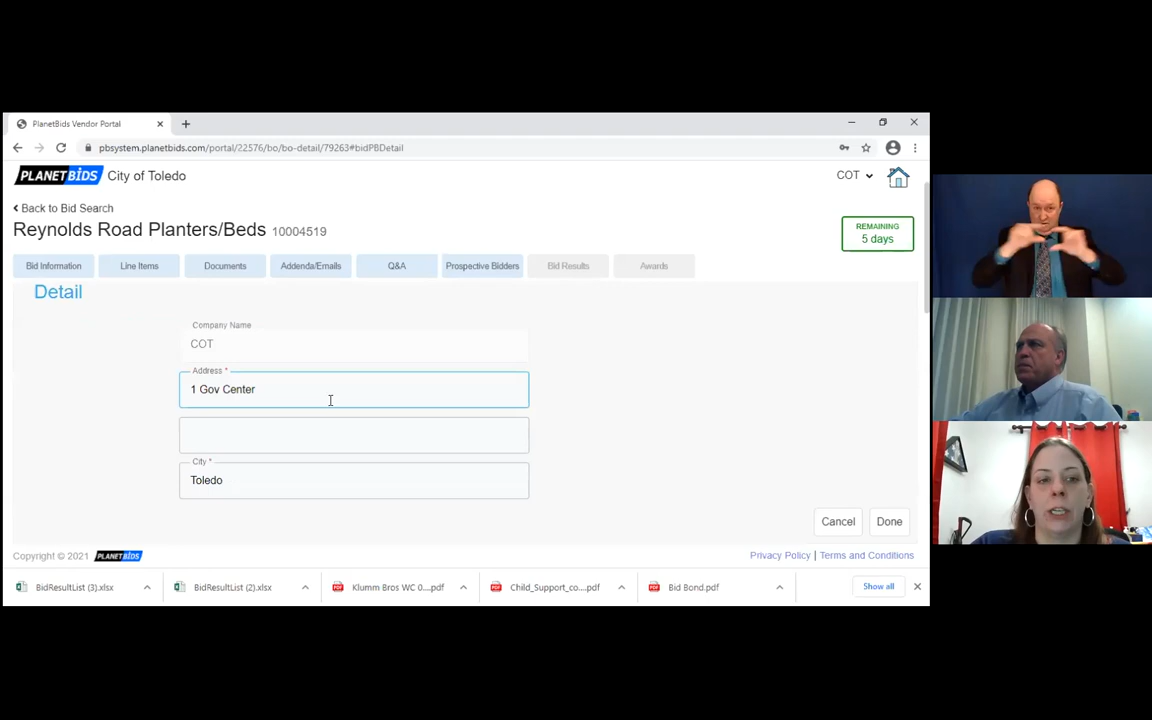 PlanetBids Vendor Portal
pbsystem.planetbids.com/portal/22576/bo/bo-detail/79263#bidPBDetail
PLANETBIDS City of Toledo
COT
Back to Bid Search
Reynolds Road Planters/Beds 10004519
REMAINING
5 days
Bid Information Line Items Documents Addenda/Emails Q&A Prospective Bidders Bid Results Awards
Detail
Company Name
COT
Address *
1 Gov Center
City *
Toledo
Cancel Done
Copyright © 2021 PLANETBIDS
Privacy Policy | Terms and Conditions
BidResultList (3).xlsx BidResultList (2).xlsx Klumm Bros WC 0....pdf Child_Support_co....pdf Bid Bond.pdf Show all